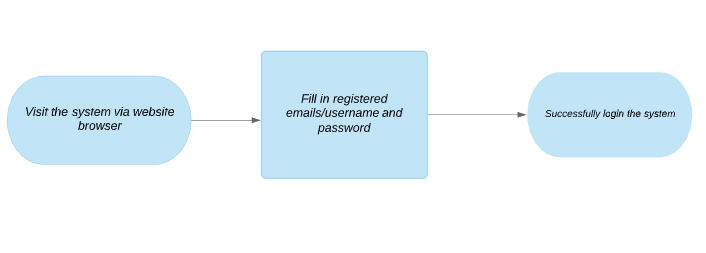 Visit the system via website
browser
Fill in registered
emails/username and
password
Successfully login the system